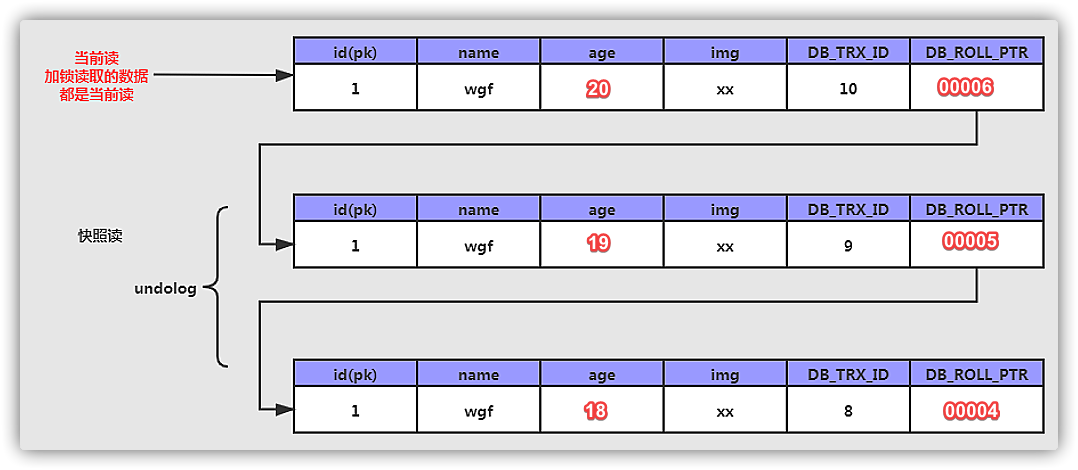 当前读
加锁读取的数据
都是当前读
id(pk) name age img DB_TRX_ID DB_ROLL_PTR
1 wgf 20 xx 10 00006
快照读
undolog
id(pk) name age img DB_TRX_ID DB_ROLL_PTR
1 wgf 19 xx 9 00005
id(pk) name age img DB_TRX_ID DB_ROLL_PTR
1 wgf 18 xx 8 00004